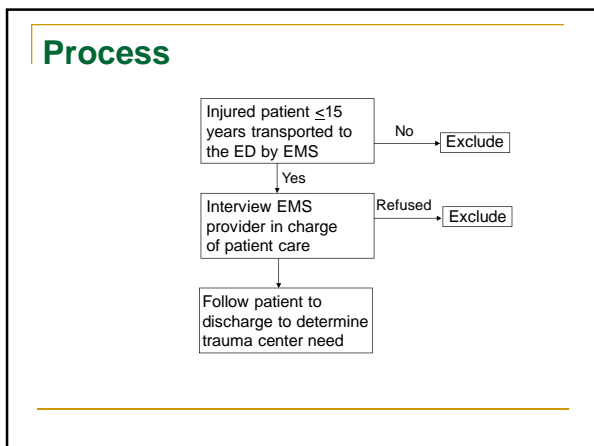 Process
Injured patient ≤15
years transported to
the ED by EMS
No
Exclude
Yes
Interview EMS
provider in charge
of patient care
Refused
Exclude
Follow patient to
discharge to determine
trauma center need